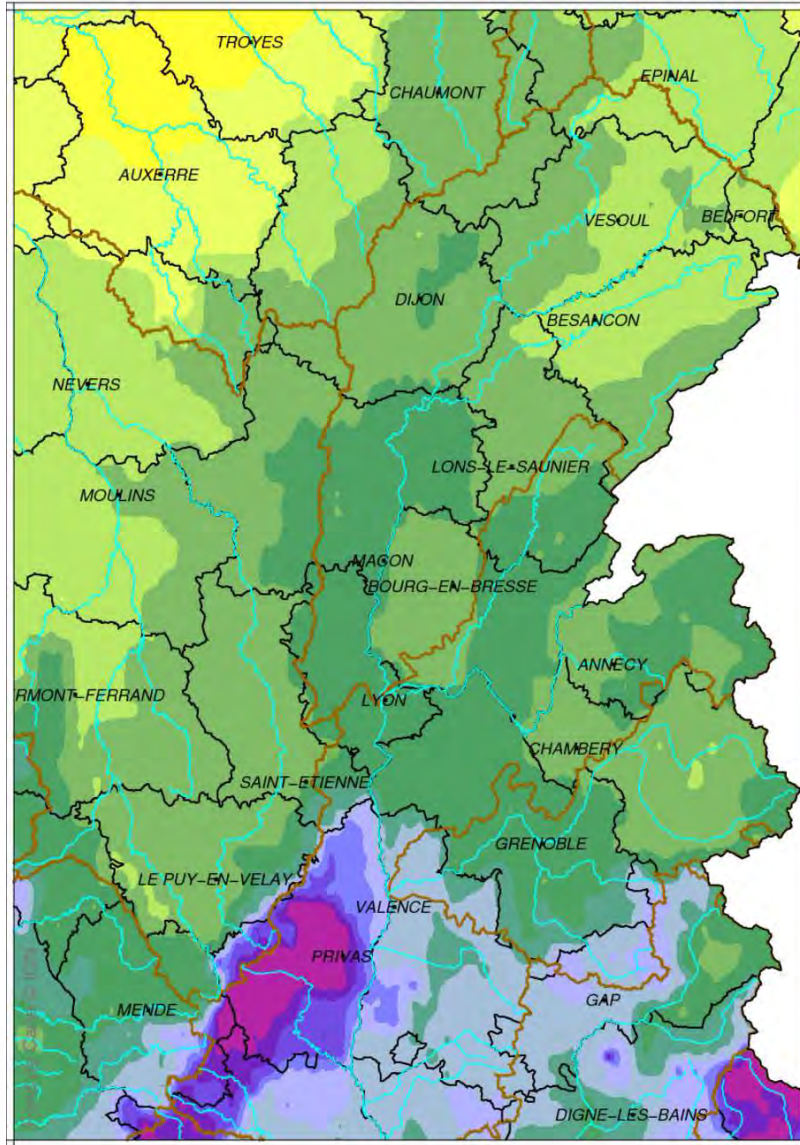 TROYES
EPINAL
CHAUMONT
AUXERRE
BELFORT
VESOUL
DIJON
BESANCON
NEVERS
LONS-LE-SAUNIER
MOULINS
MACON
BOURG-EN-BRESSE
ANNECY
RMONT-FERRAND
LYON
CHAMBERY
SAINT-ETIENNE
GRENOBLE
LE PUY-EN-VELAY
VALENCE
PRIVAS
GAP
MENDE
DIGNE-LES-BAINS